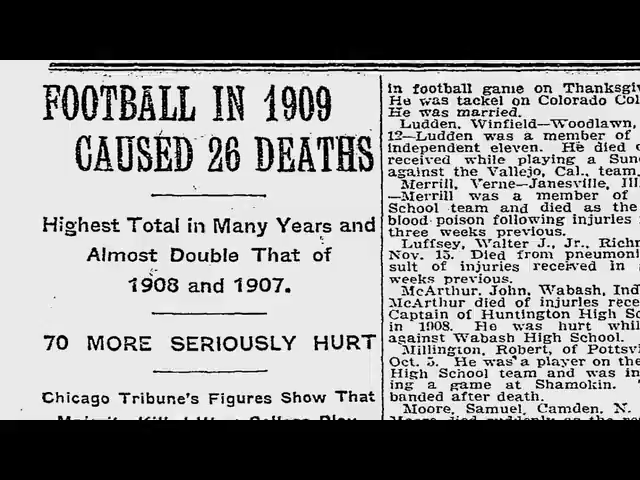 FOOTBALL IN 1909
CAUSED 26 DEATHS
Highest Total in Many Years and
Almost Double That of
1908 and 1907.
70 MORE SERIOUSLY HURT
Chicago Tribune's Figures Show That
in football game on Thanksgiv
He was tackel on Colorado Col
He was married.
Ludden, Winfield—Woodlawn,
12—Ludden was a member of
independent eleven. He died o
received while playing a Sun
against the Vallejo, Cal., team.
Merrill, Verne—Janesville, Ill
—Merrill was a member of
School team and died as the
blood poison following injuries
three weeks previous.
Luffsey, Walter J., Jr., Richm
Nov. 15. Died from pneumoni
sult of injuries received in
weeks previous.
McArthur, John, Wabash, Ind
McArthur died of injuries rece
Captain of Huntington High Sc
in 1908. He was hurt whil
against Wabash High School.
Millington, Robert, of Pottsv
Oct. 5. He was a player on the
High School team and was in
ing a game at Shamokin.
banded after death.
Moore, Samuel, Camden, N.